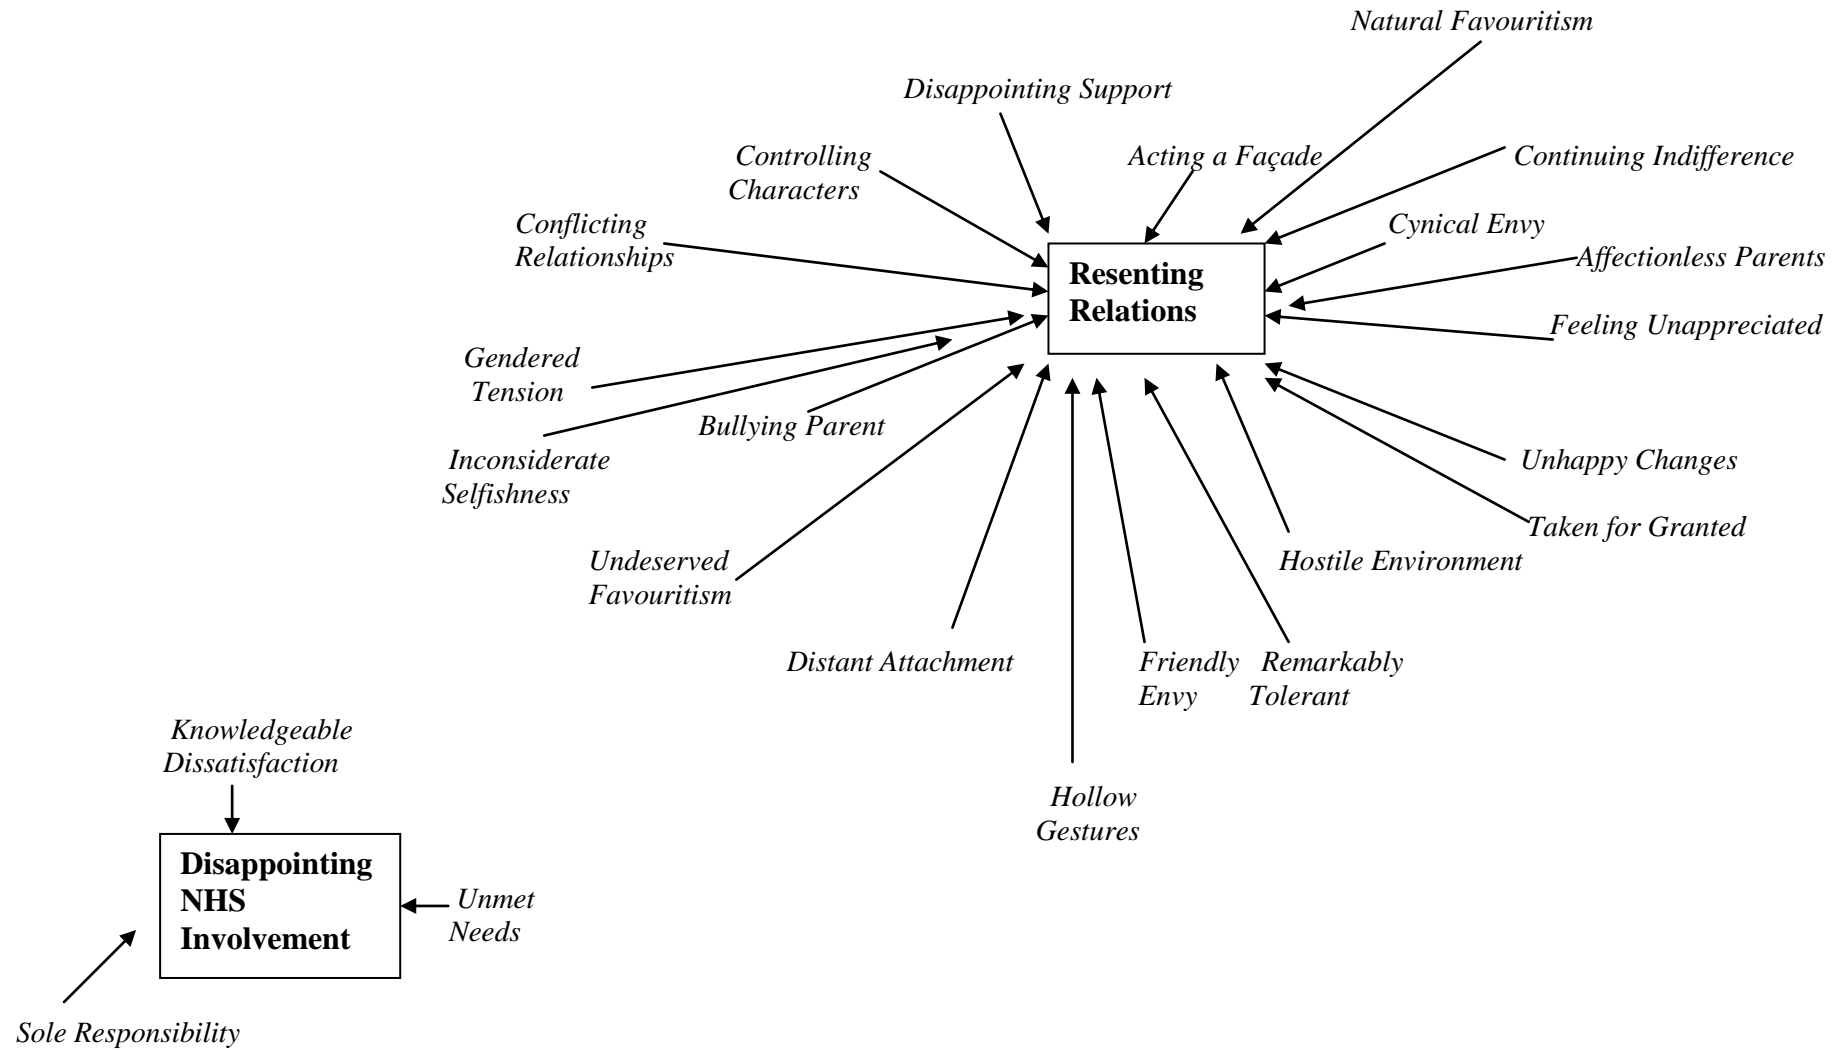 Natural Favouritism
Disappointing Support
Controlling
Characters
Acting a Façade
Continuing Indifference
Conflicting
Relationships
Cynical Envy
Affectionless Parents
Resenting
Relations
Feeling Unappreciated
Gendered
Tension
Bullying Parent
Inconsiderate
Selfishness
Unhappy Changes
Taken for Granted
Undeserved
Favouritism
Hostile Environment
Distant Attachment
Friendly
Envy
Remarkably
Tolerant
Knowledgeable
Dissatisfaction
Hollow
Gestures
Disappointing
NHS
Involvement
Unmet
Needs
Sole Responsibility